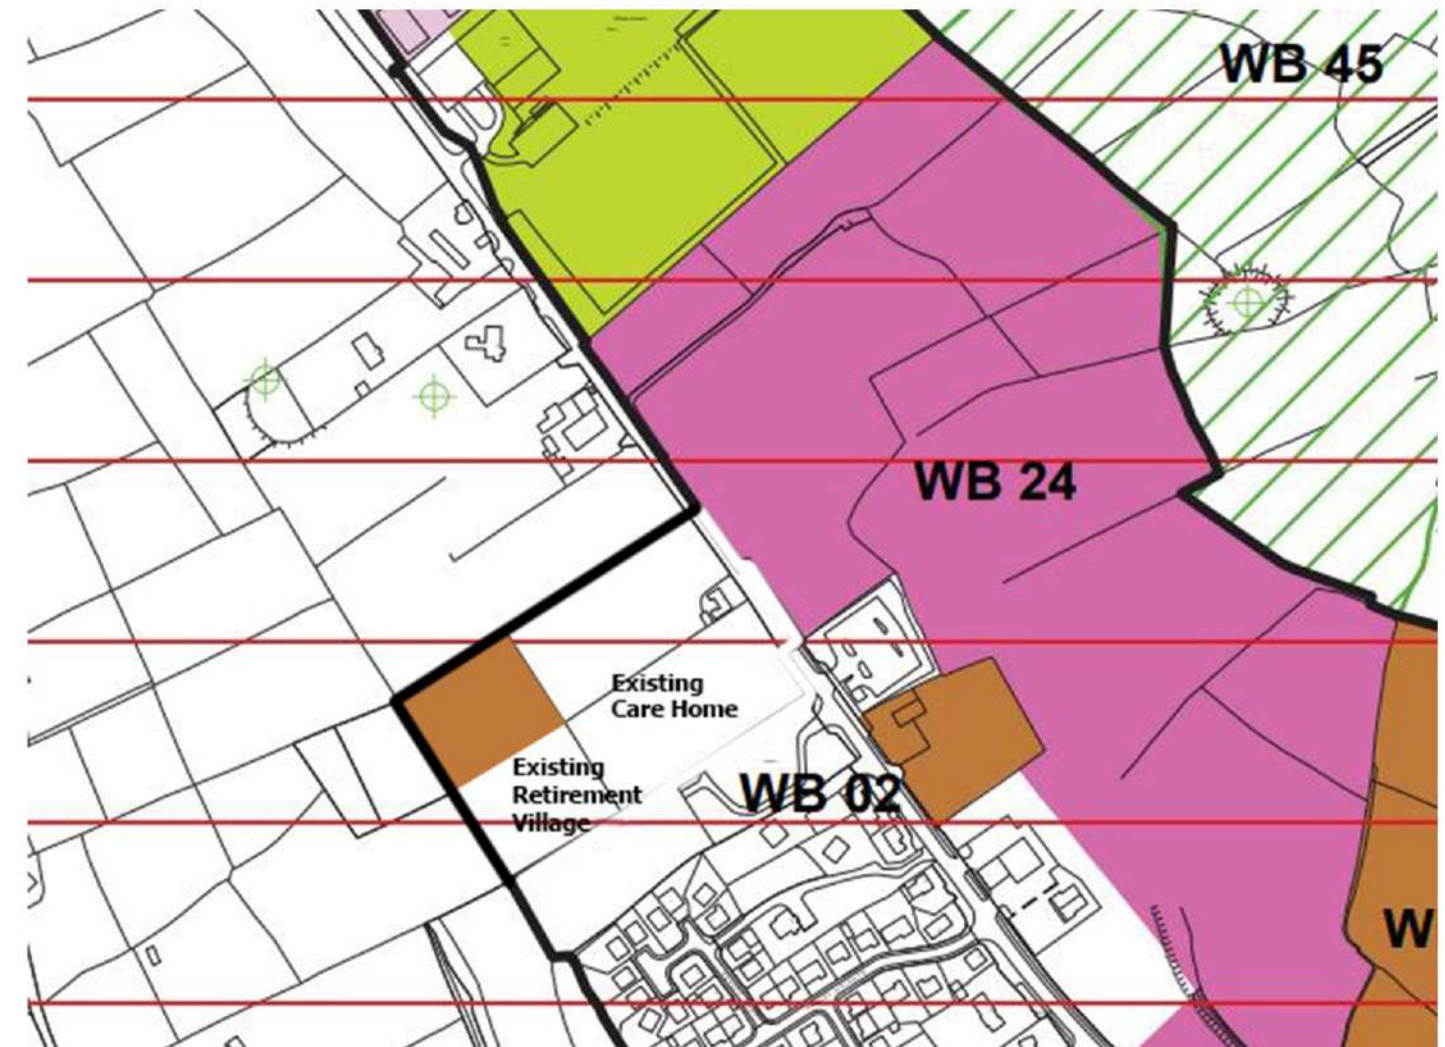 WB 45
WB 24
Existing
Care Home
Existing
Retirement
Village
WB 02
W